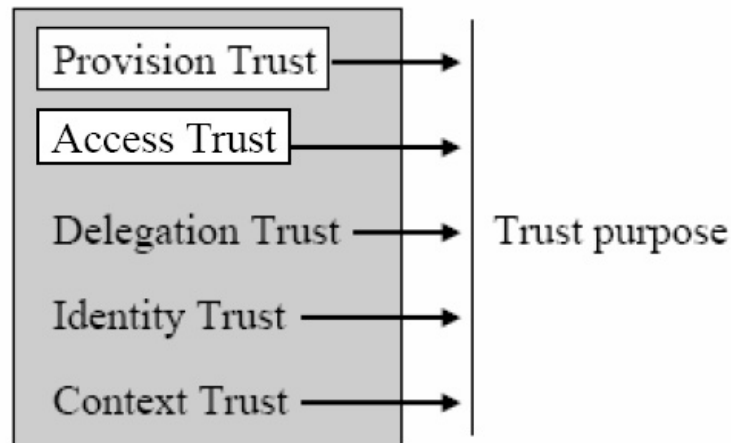 Provision Trust
Access Trust
Delegation Trust
Trust purpose
Identity Trust
Context Trust